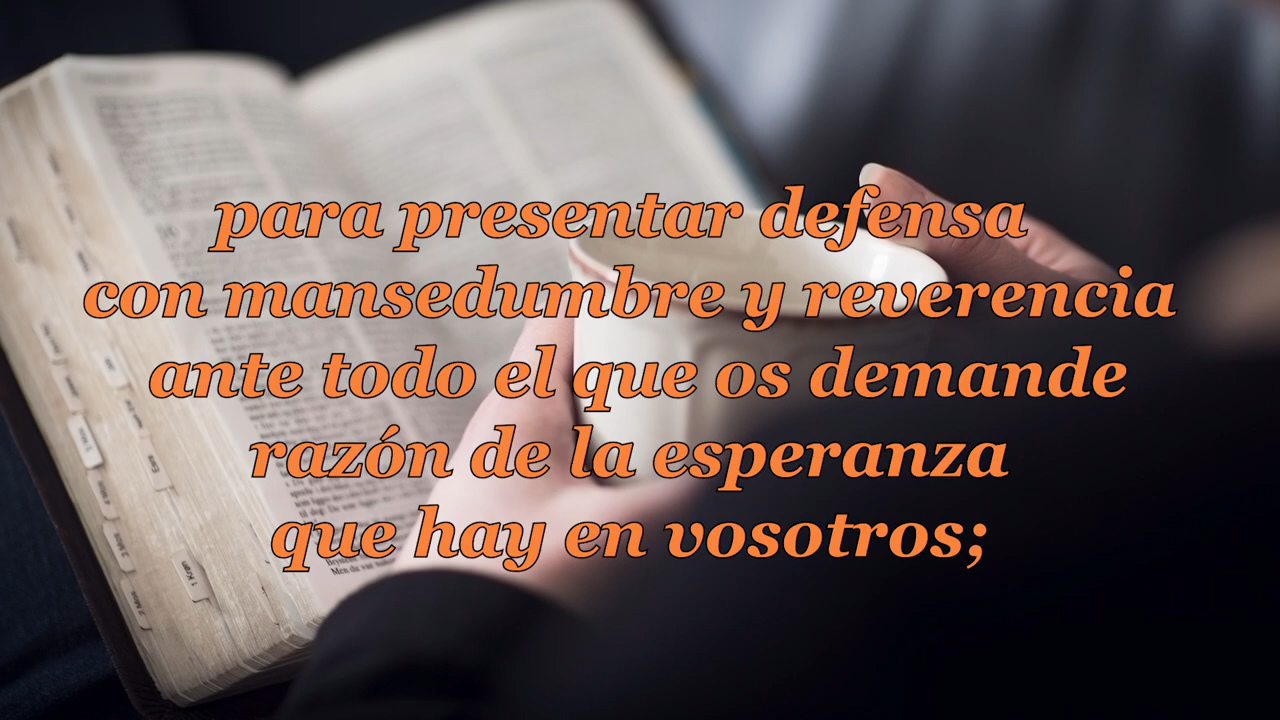 para presentar defensa
con mansedumbre y reverencia
ante todo el que os demande
razón de la esperanza
que hay en vosotros;